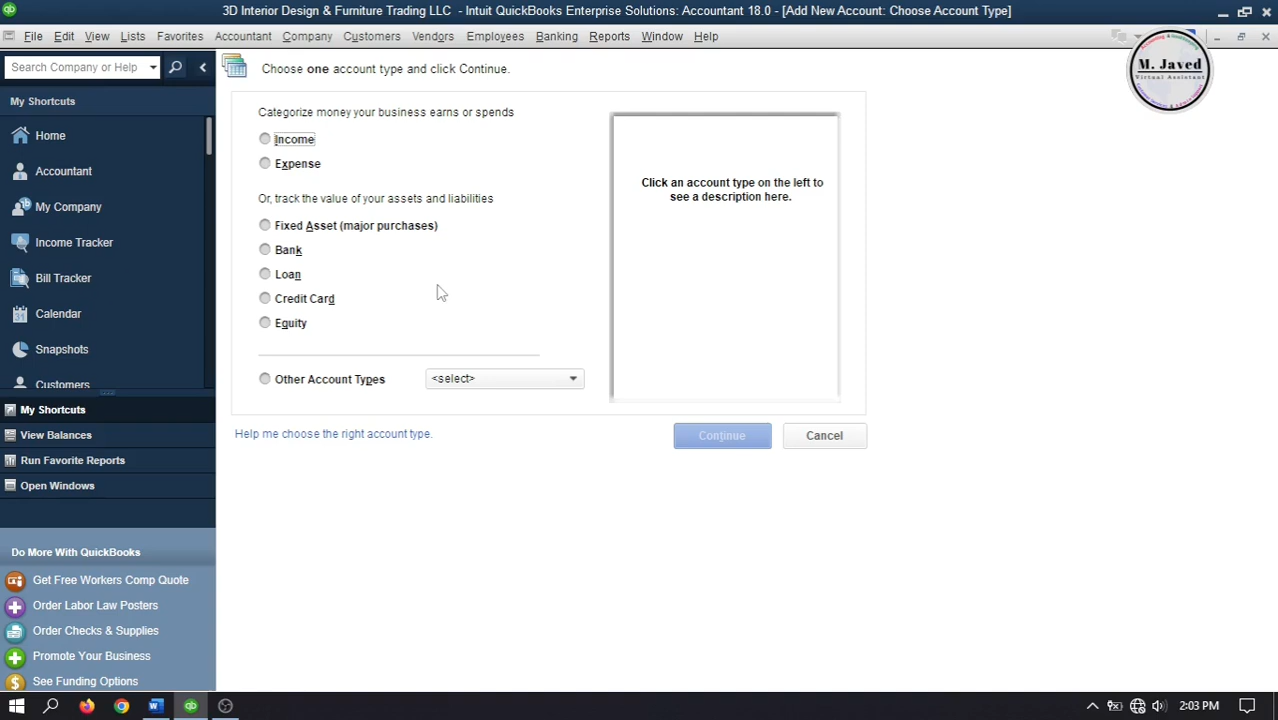 3D Interior Design & Furniture Trading LLC - Intuit QuickBooks Enterprise Solutions: Accountant 18.0 - [Add New Account: Choose Account Type]
File Edit View Lists Favorites Accountant Company Customers Vendors Employees Banking Reports Window Help
Search Company or Help
Choose one account type and click Continue.
M. Javed
Virtual Assistant
My Shortcuts
Home
Accountant
My Company
Income Tracker
Bill Tracker
Calendar
Snapshots
Customers
My Shortcuts
View Balances
Run Favorite Reports
Open Windows
Do More With QuickBooks
Get Free Workers Comp Quote
Order Labor Law Posters
Order Checks & Supplies
Promote Your Business
See Funding Options
Categorize money your business earns or spends
Income
Expense
Or, track the value of your assets and liabilities
Fixed Asset (major purchases)
Bank
Loan
Credit Card
Equity
Other Account Types <select>
Click an account type on the left to
see a description here.
Help me choose the right account type.
Continue Cancel
2:03 PM